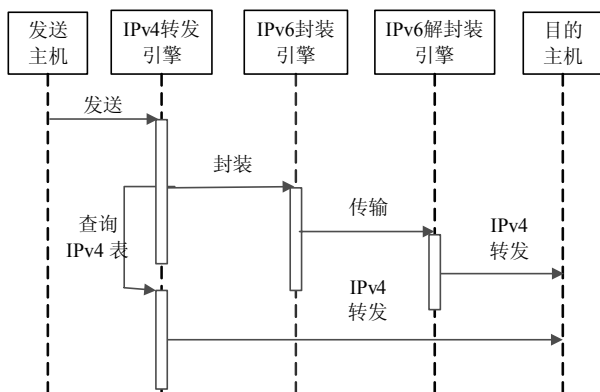 发送
主机
IPv4转发
引擎
IPv6封装
引擎
IPv6解封装
引擎
目的
主机
发送
封装
查询
IPv4 表
传输
IPv4
转发
IPv4
转发